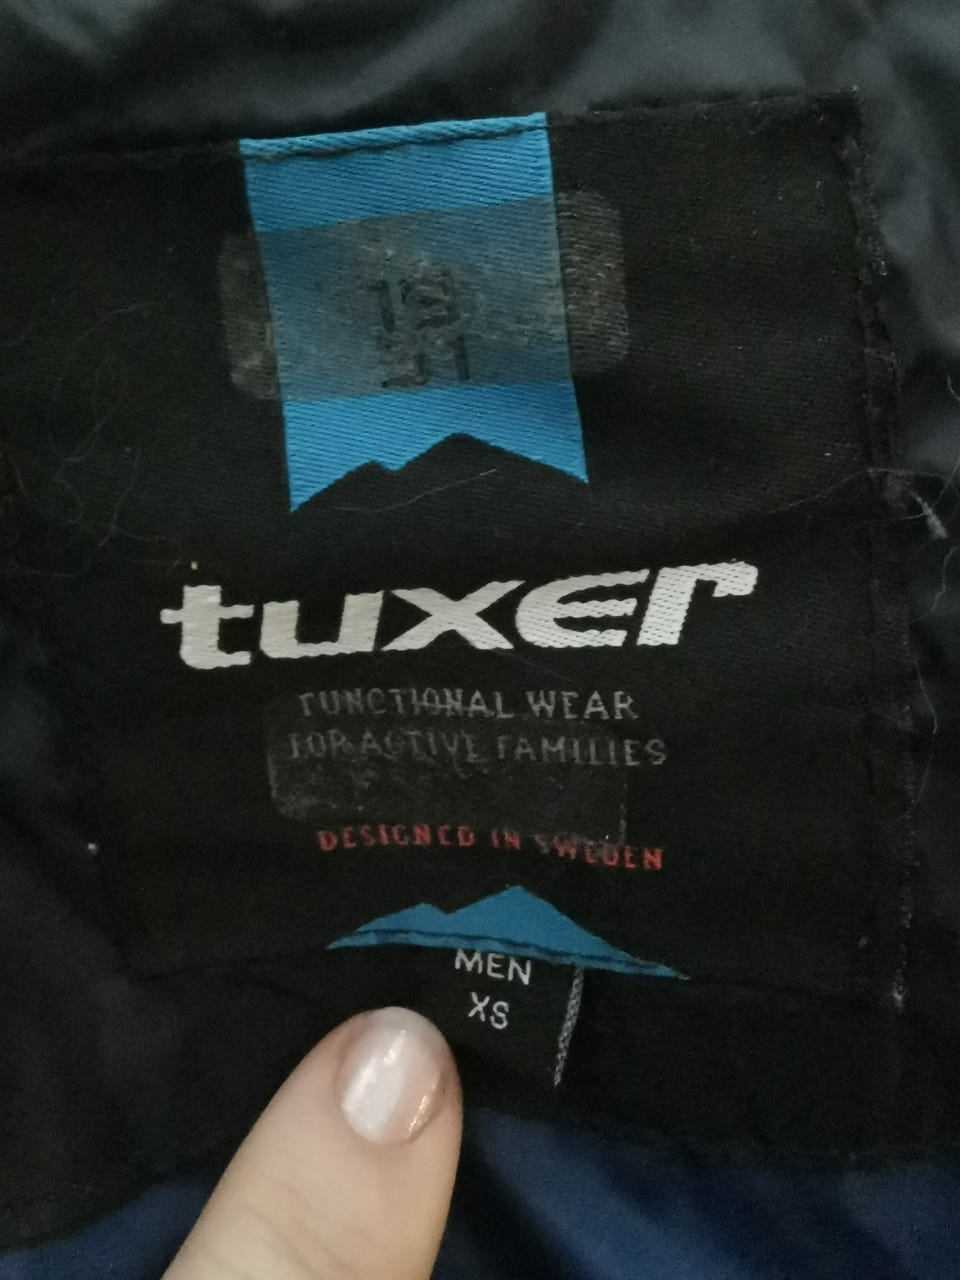 tuxer
FUNCTIONAL WEAR
FOR ACTIVE FAMILIES
DESIGNED IN SWEDEN
MEN
XS